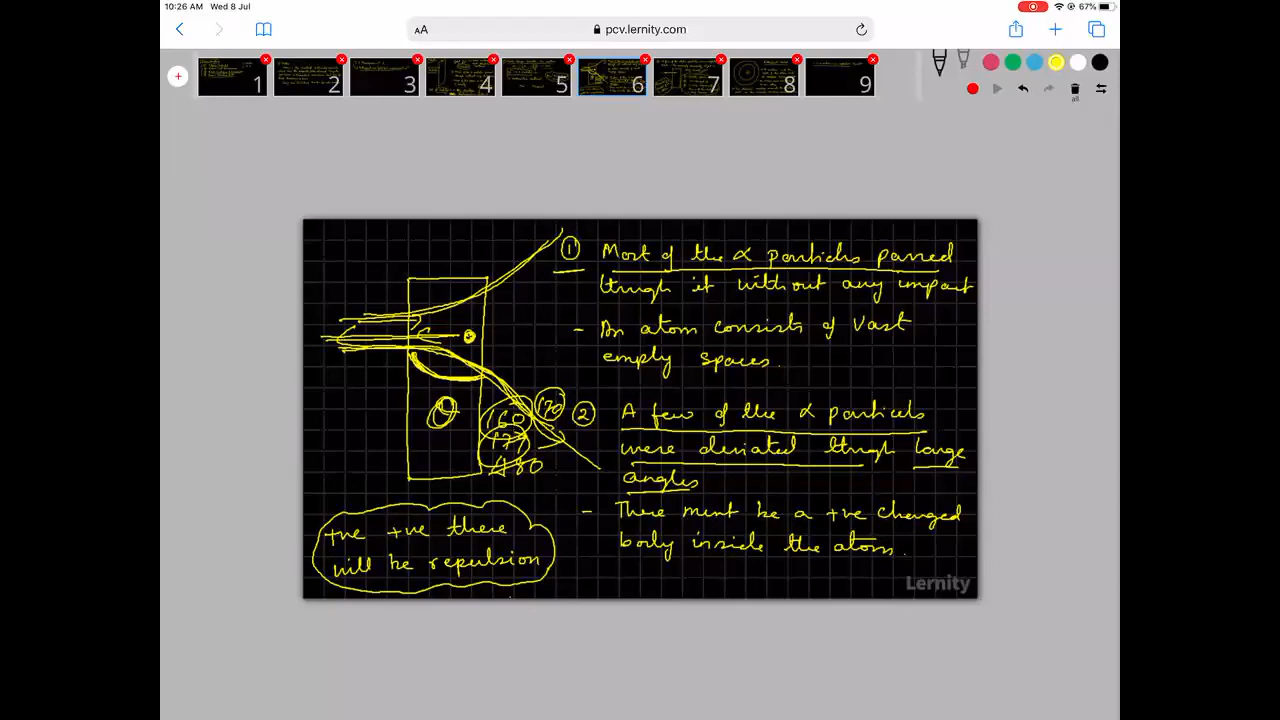 10:26 AM Wed 8 Jul
67%
AA
pcv.lernity.com
1
2
3
4
5
6
7
8
9
all
① Most of the α particles passed
through it without any impact
- An atom consists of vast
empty spaces.
② A few of the α particles
were deviated through large
angles
- There must be a +ve charged
body inside the atom.
160
170
175
180
+ve +ve there
will be repulsion
Lernity